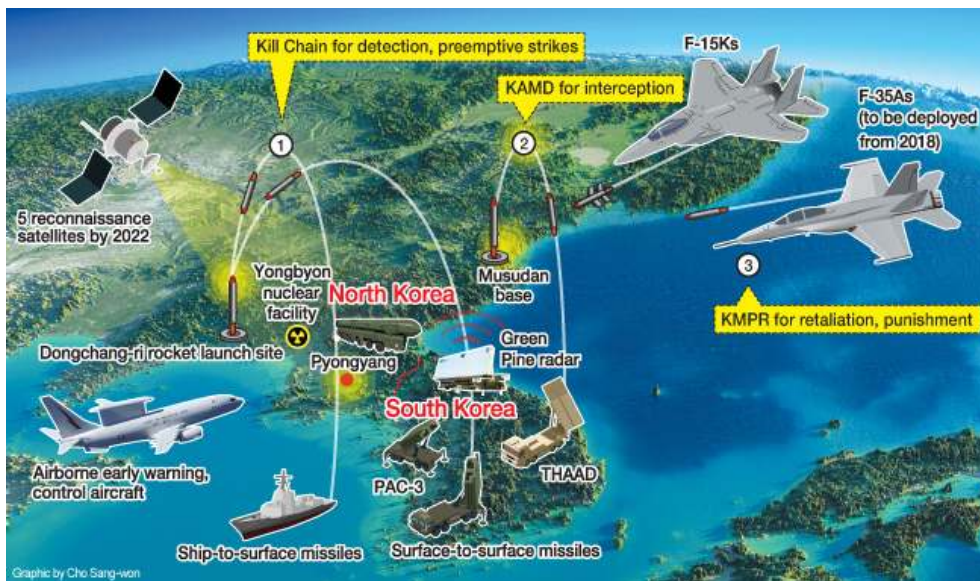 Kill Chain for detection, preemptive strikes
F-15Ks
KAMD for interception
F-35As
(to be deployed
from 2018)
1
2
5 reconnaissance
satellites by 2022
Yongbyon
nuclear
facility
Musudan
base
3
North Korea
KMPR for retaliation, punishment
Green
Pine radar
Dongchang-ri rocket launch site
Pyongyang
South Korea
Airborne early warning,
control aircraft
PAC-3
THAAD
Ship-to-surface missiles
Surface-to-surface missiles
Graphic by Cho Sang-won